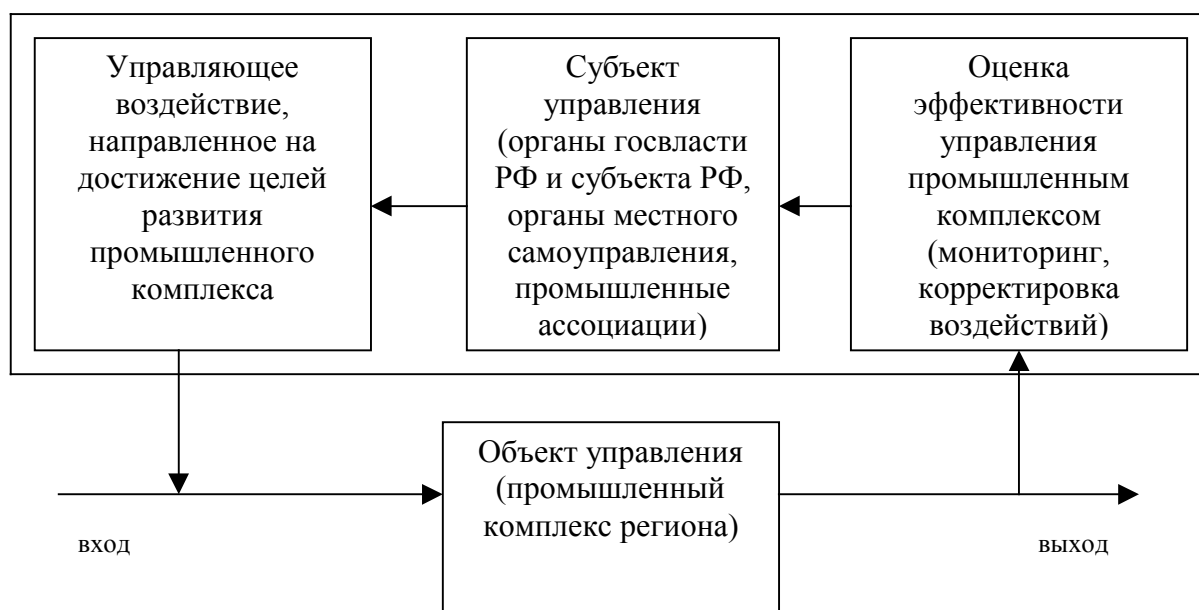 Управляющее
воздействие,
направленное на
достижение целей
развития
промышленного
комплекса
Субъект
управления
(органы госвласти
РФ и субъекта РФ,
органы местного
самоуправления,
промышленные
ассоциации)
Оценка
эффективности
управления
промышленным
комплексом
(мониторинг,
корректировка
воздействий)
Объект управления
(промышленный
комплекс региона)
вход
выход